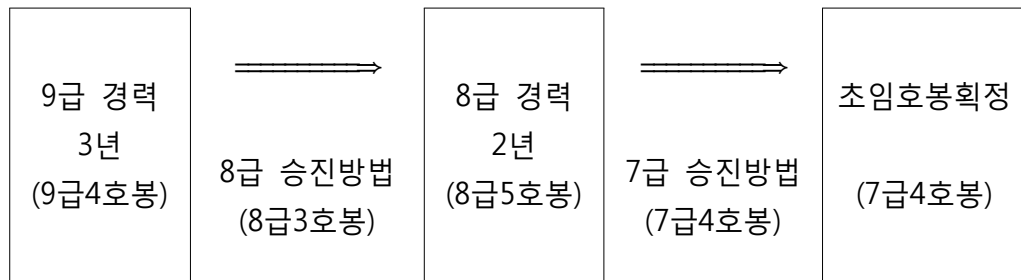 9급 경력
3년
(9급4호봉)
8급 승진방법
(8급3호봉)
8급 경력
2년
(8급5호봉)
7급 승진방법
(7급4호봉)
초임호봉획정
(7급4호봉)